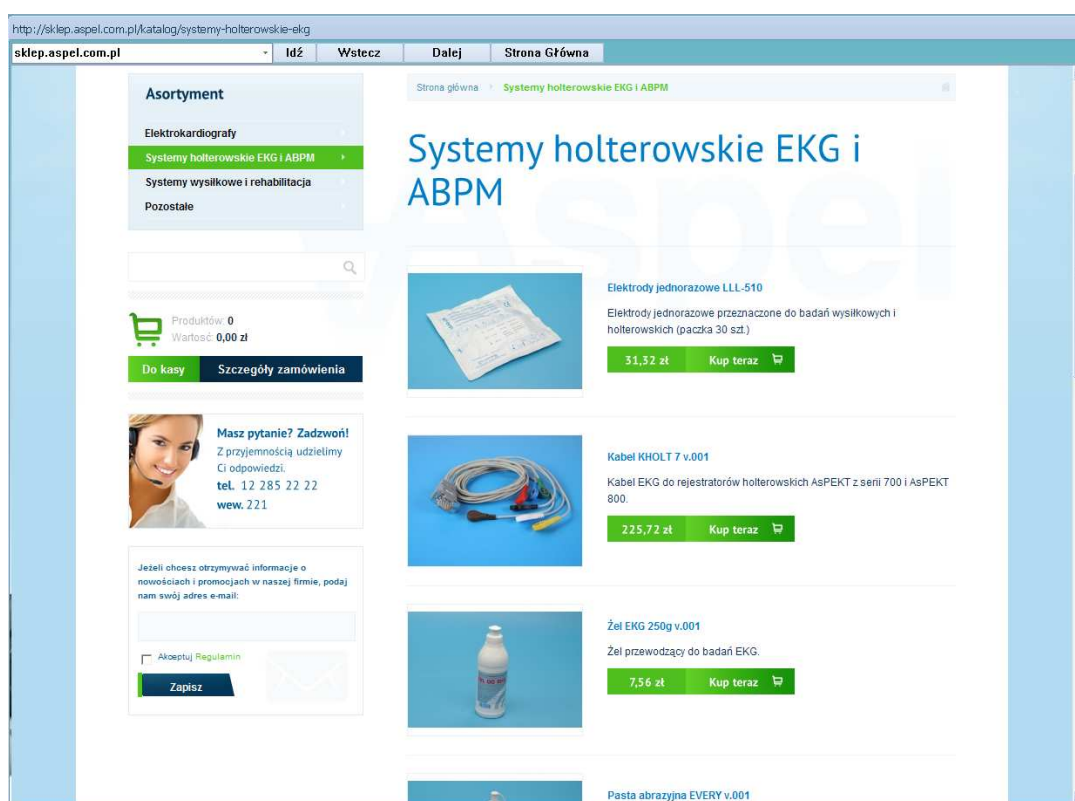 http://sklep.aspel.com.pl/katalog/systemy-holterowskie-ekg
sklep.aspel.com.pl
Idź
Wstecz
Dalej
Strona Główna
Asortyment
Elektrokardiografy
Systemy holterowskie EKG i ABPM
Systemy wysiłkowe i rehabilitacja
Pozostałe
Produktów: 0
Wartość: 0,00 zł
Do kasy
Szczegóły zamówienia
Masz pytanie? Zadzwoń!
Z przyjemnością udzielimy
Ci odpowiedzi.
tel. 12 285 22 22
wew. 221
Jeżeli chcesz otrzymywać informacje o
nowościach i promocjach w naszej firmie, podaj
nam swój adres e-mail:
Akceptuj Regulamin
Zapisz
Strona główna
Systemy holterowskie EKG i ABPM
Systemy holterowskie EKG i
ABPM
Aspel
Elektrody jednorazowe LLL-510
Elektrody jednorazowe przeznaczone do badań wysiłkowych i
holterowskich (paczka 30 szt.)
31,32 zł
Kup teraz
Kabel KHOLT 7 v.001
Kabel EKG do rejestratorów holterowskich AsPEKT z serii 700 i AsPEKT
800.
225,72 zł
Kup teraz
Żel EKG 250g v.001
Żel przewodzący do badań EKG.
7,56 zł
Kup teraz
Pasta abrazyjna EVERY v.001